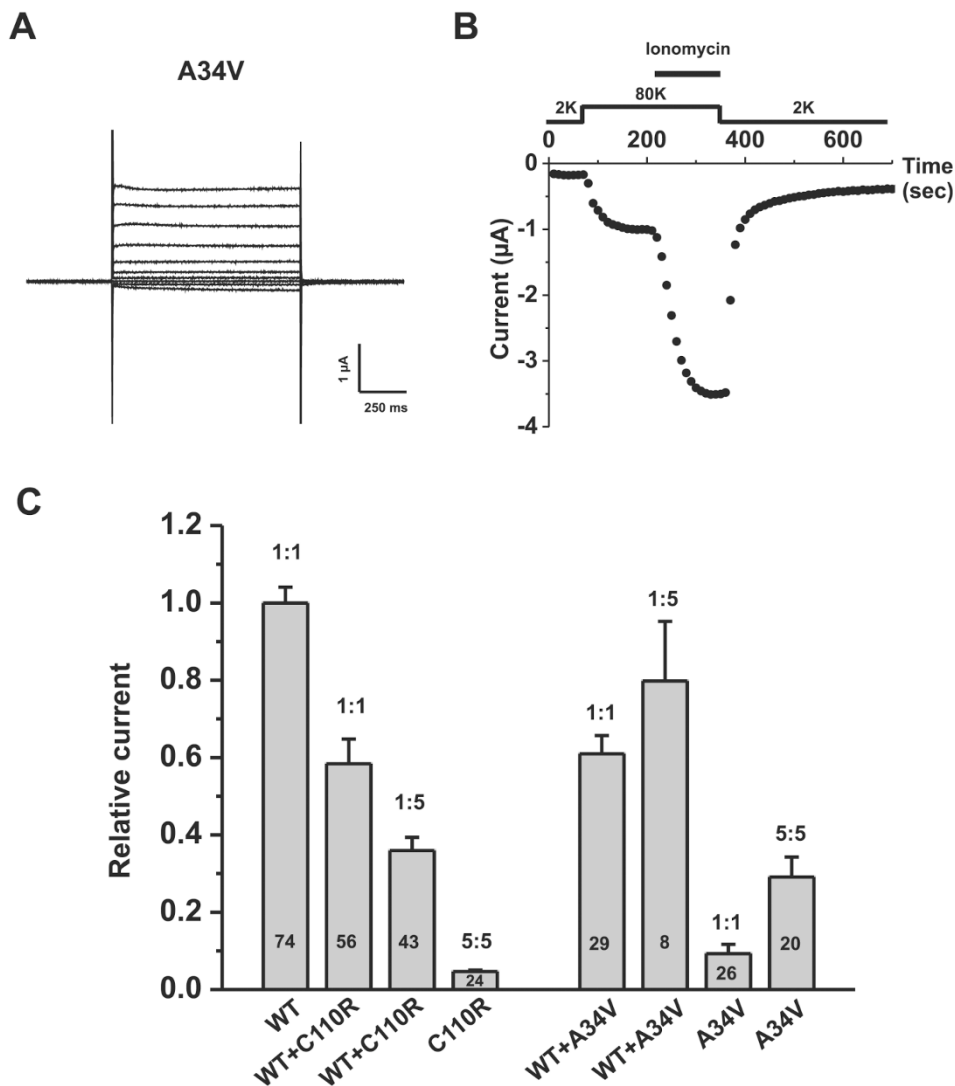 A
B
A34V
Ionomycin
2K
80K
2K
0
200
400
600
Time
(sec)
0
-1
-2
-3
-4
Current (µA)
1 µA
250 ms
C
1.2
1.0
0.8
0.6
0.4
0.2
0.0
Relative current
1:1
1:1
1:5
5:5
1:1
1:5
1:1
5:5
74
56
43
24
29
8
26
20
WT
WT+C110R
WT+C110R
C110R
WT+A34V
WT+A34V
A34V
A34V